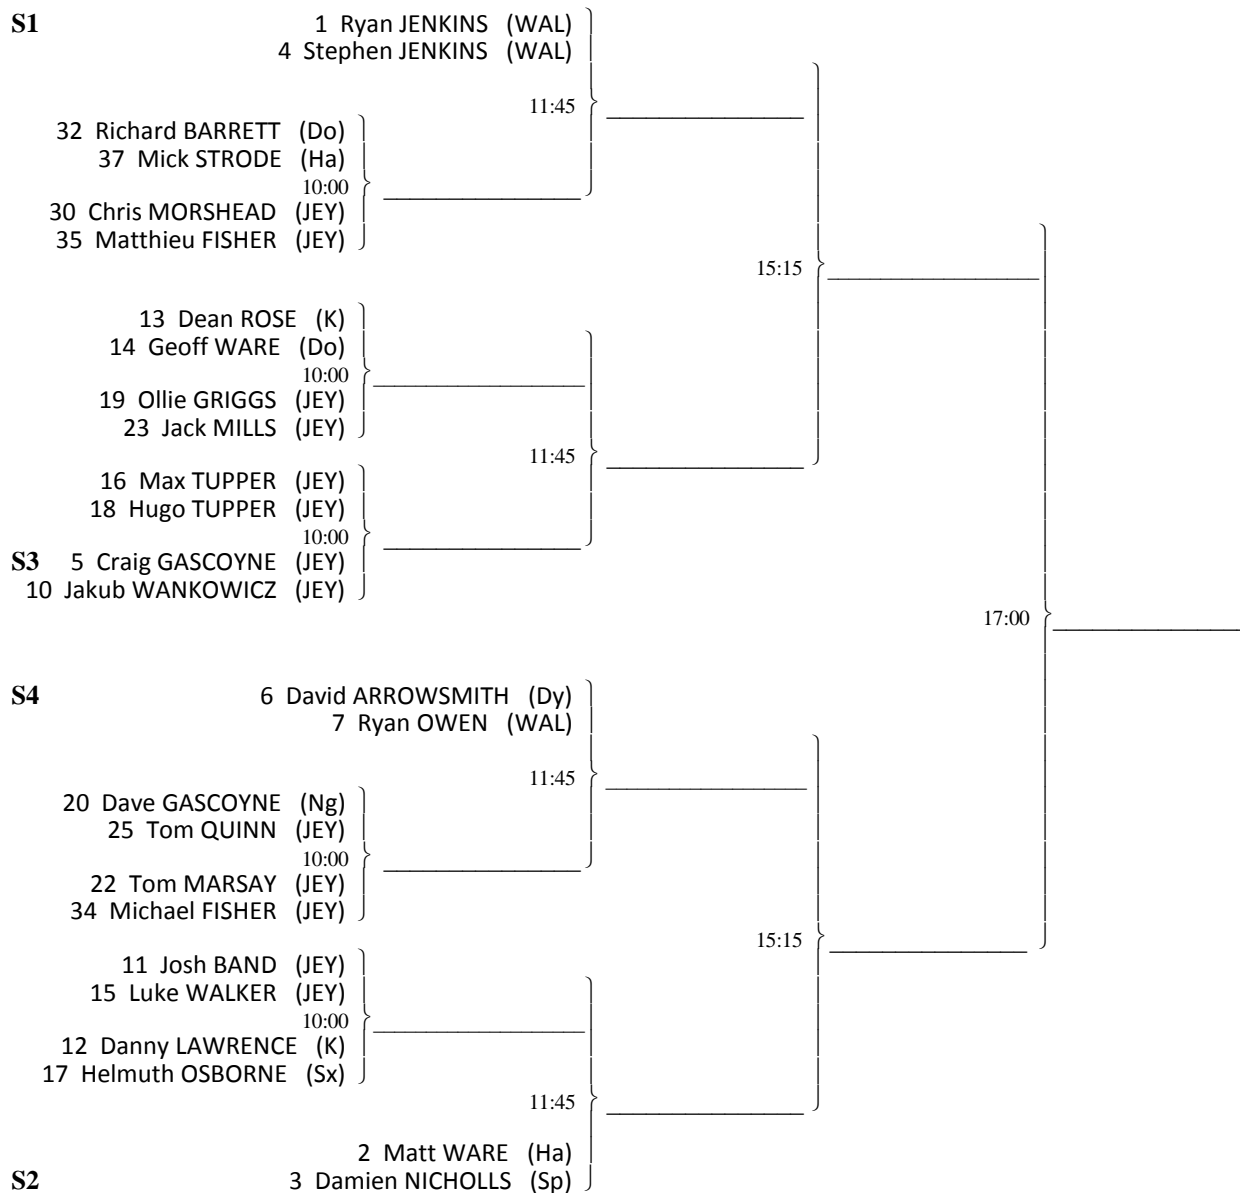 S1 1 Ryan JENKINS (WAL)
4 Stephen JENKINS (WAL)
11:45
32 Richard BARRETT (Do)
37 Mick STRODE (Ha)
10:00
30 Chris MORSHEAD (JEY)
35 Matthieu FISHER (JEY)
15:15
13 Dean ROSE (K)
14 Geoff WARE (Do)
10:00
19 Ollie GRIGGS (JEY)
23 Jack MILLS (JEY)
11:45
16 Max TUPPER (JEY)
18 Hugo TUPPER (JEY)
10:00
S3 5 Craig GASCOYNE (JEY)
10 Jakub WANKOWICZ (JEY)
17:00
S4 6 David ARROWSMITH (Dy)
7 Ryan OWEN (WAL)
11:45
20 Dave GASCOYNE (Ng)
25 Tom QUINN (JEY)
10:00
22 Tom MARSAY (JEY)
34 Michael FISHER (JEY)
15:15
11 Josh BAND (JEY)
15 Luke WALKER (JEY)
10:00
12 Danny LAWRENCE (K)
17 Helmuth OSBORNE (Sx)
11:45
2 Matt WARE (Ha)
S2 3 Damien NICHOLLS (Sp)